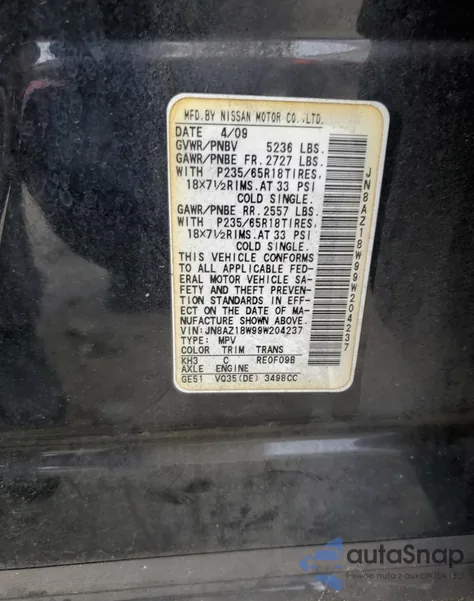 MFD.BY NISSAN MOTOR CO.,LTD.
DATE 4/09
GVWR/PNBV 5236 LBS.
GAWR/PNBE FR. 2727 LBS.
WITH P235/65R18TIRES,
18X7½RIMS.AT 33 PSI
COLD SINGLE.
GAWR/PNBE RR. 2557 LBS.
WITH P235/65R18TIRES,
18X7½RIMS.AT 33 PSI
COLD SINGLE.
THIS VEHICLE CONFORMS
TO ALL APPLICABLE FED-
ERAL MOTOR VEHICLE SA-
FETY AND THEFT PREVEN-
TION STANDARDS IN EFF-
ECT ON THE DATE OF MA-
NUFACTURE SHOWN ABOVE.
VIN: JN8AZ18W99W204237
TYPE: MPV
COLOR TRIM TRANS
KH3 C RE0F09B
AXLE ENGINE
GE51 VQ35(DE) 3498CC
JN8AZ18W99W204237
autaSnap